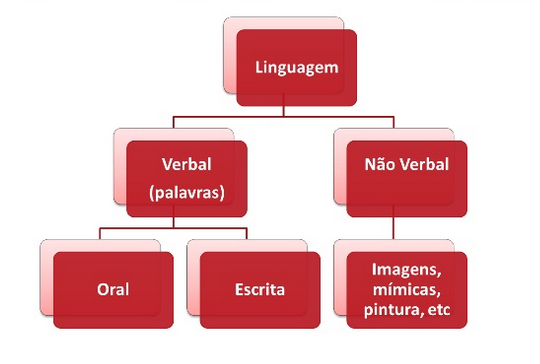 Linguagem
Verbal
(palavras)
Não Verbal
Oral
Escrita
Imagens,
mímicas,
pintura, etc